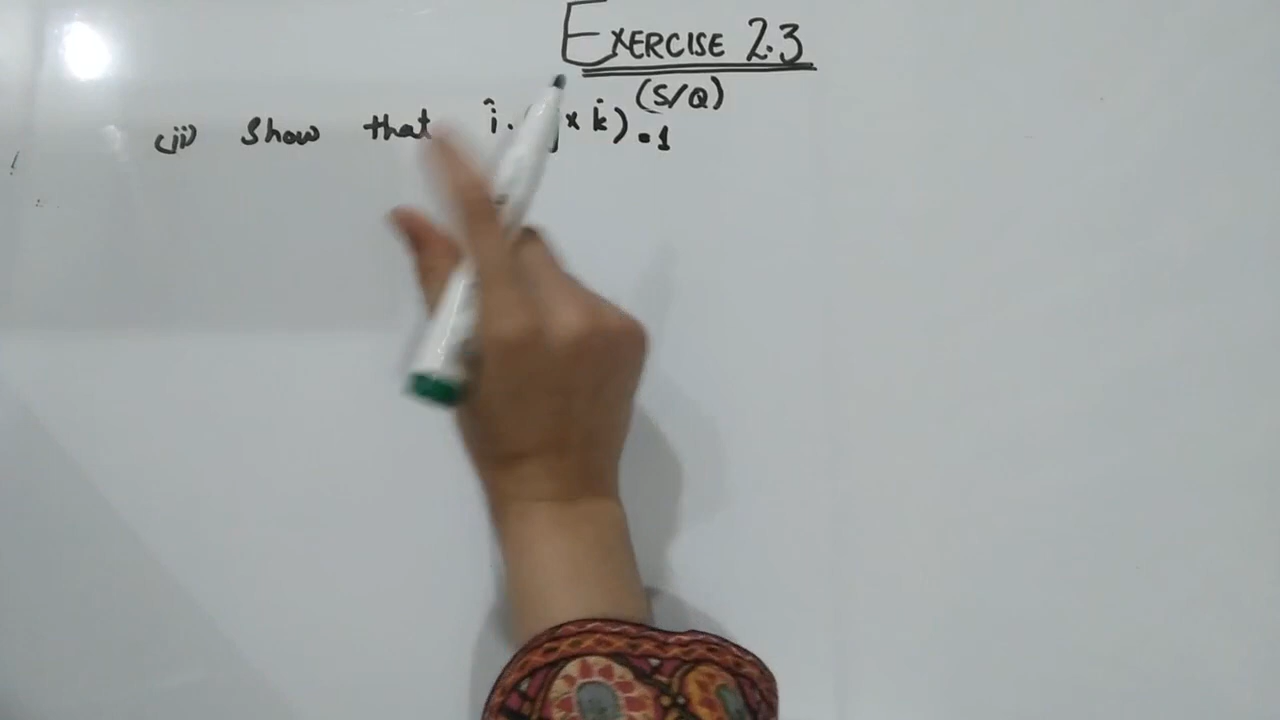 EXERCISE 2.3
(S/Q)
(ii) Show that î. × k̂) = 1